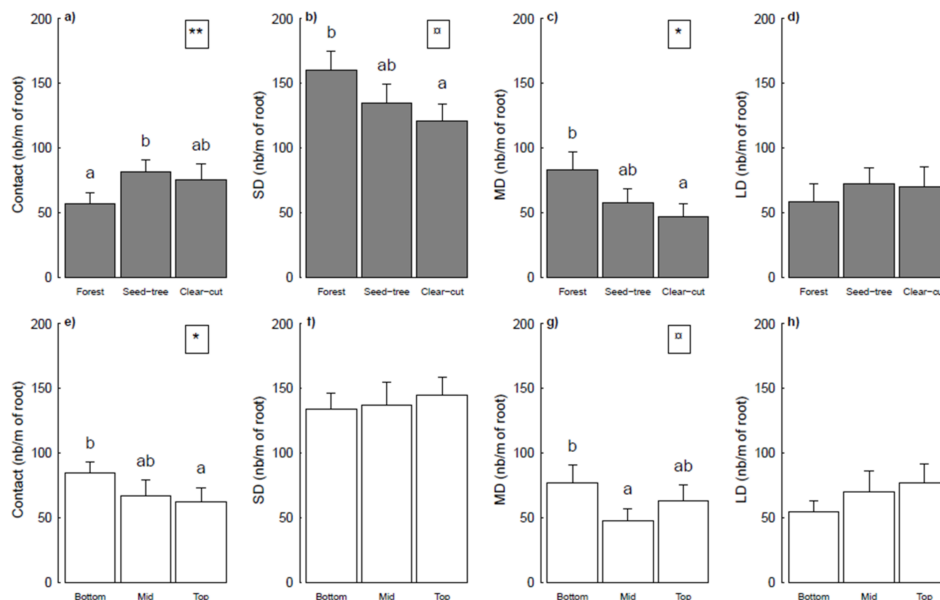 a)
**
Contact (nb/m of root)
200
150
100
50
0
a
b
ab
Forest
Seed-tree
Clear-cut
b)
¤
SD (nb/m of root)
200
150
100
50
0
b
ab
a
Forest
Seed-tree
Clear-cut
c)
*
MD (nb/m of root)
200
150
100
50
0
b
ab
a
Forest
Seed-tree
Clear-cut
d)
LD (nb/m of root)
200
150
100
50
0
Forest
Seed-tree
Clear-cut
e)
*
Contact (nb/m of root)
200
150
100
50
0
b
ab
a
Bottom
Mid
Top
f)
SD (nb/m of root)
200
150
100
50
0
Bottom
Mid
Top
g)
¤
MD (nb/m of root)
200
150
100
50
0
b
a
ab
Bottom
Mid
Top
h)
LD (nb/m of root)
200
150
100
50
0
Bottom
Mid
Top